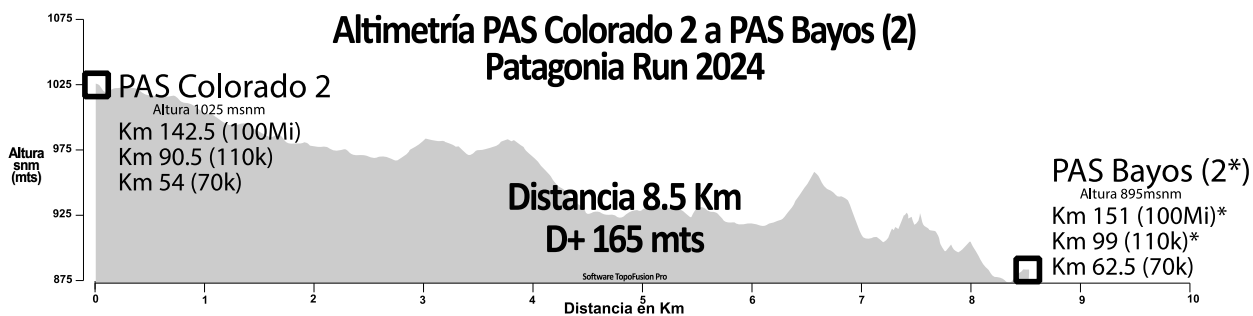 Altimetría PAS Colorado 2 a PAS Bayos (2)
Patagonia Run 2024
1075
1025
975
925
875
Altura
snm
(mts)
PAS Colorado 2
Altura 1025 msnm
Km 142.5 (100Mi)
Km 90.5 (110k)
Km 54 (70k)
Distancia 8.5 Km
D+ 165 mts
Software TopoFusion Pro
PAS Bayos (2*)
Altura 895msnm
Km 151 (100Mi)*
Km 99 (110k)*
Km 62.5 (70k)
0 1 2 3 4 5 6 7 8 9 10
Distancia en Km